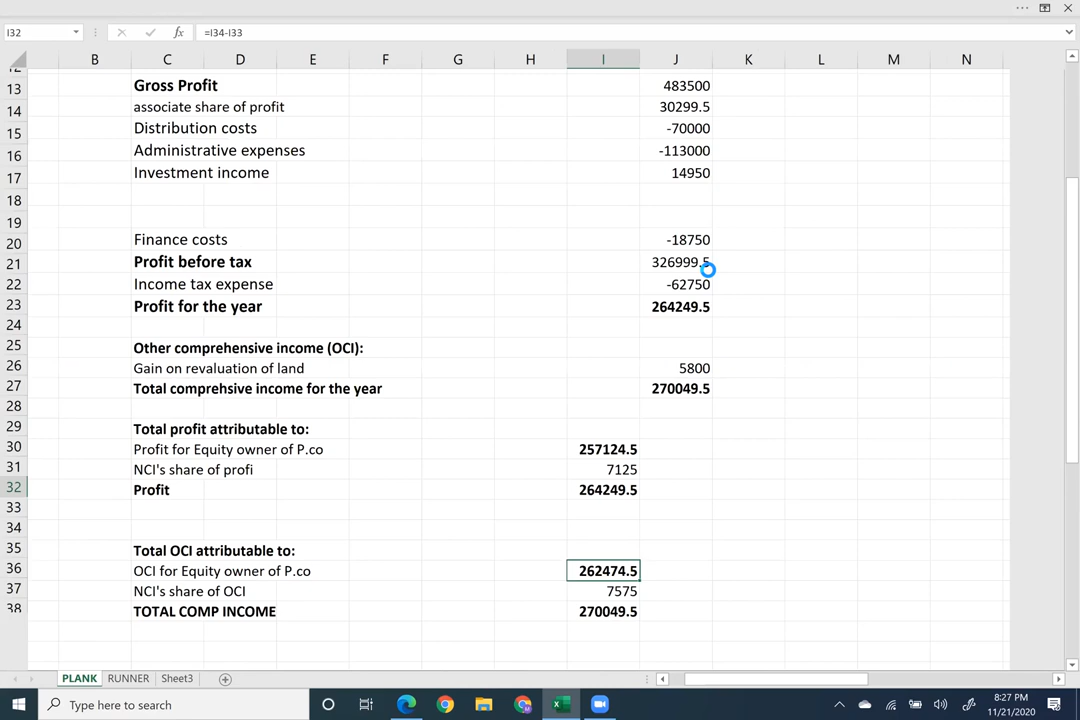 I32 fx =I34-I33
B C D E F G H I J K L M N
12
13 Gross Profit 483500
14 associate share of profit 30299.5
15 Distribution costs -70000
16 Administrative expenses -113000
17 Investment income 14950
18
19
20 Finance costs -18750
21 Profit before tax 326999.5
22 Income tax expense -62750
23 Profit for the year 264249.5
24
25 Other comprehensive income (OCI):
26 Gain on revaluation of land 5800
27 Total comprehsive income for the year 270049.5
28
29 Total profit attributable to:
30 Profit for Equity owner of P.co 257124.5
31 NCI's share of profi 7125
32 Profit 264249.5
33
34
35 Total OCI attributable to:
36 OCI for Equity owner of P.co 262474.5
37 NCI's share of OCI 7575
38 TOTAL COMP INCOME 270049.5
PLANK RUNNER Sheet3
Type here to search
8:27 PM
11/21/2020